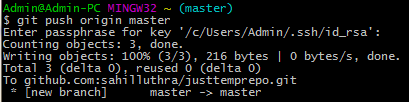 Admin@Admin-PC MINGW32 ~ (master)
$ git push origin master
Enter passphrase for key '/c/Users/Admin/.ssh/id_rsa':
Counting objects: 3, done.
Writing objects: 100% (3/3), 216 bytes | 0 bytes/s, done.
Total 3 (delta 0), reused 0 (delta 0)
To github.com:sahilluthra/justtemprepo.git
 * [new branch]      master -> master